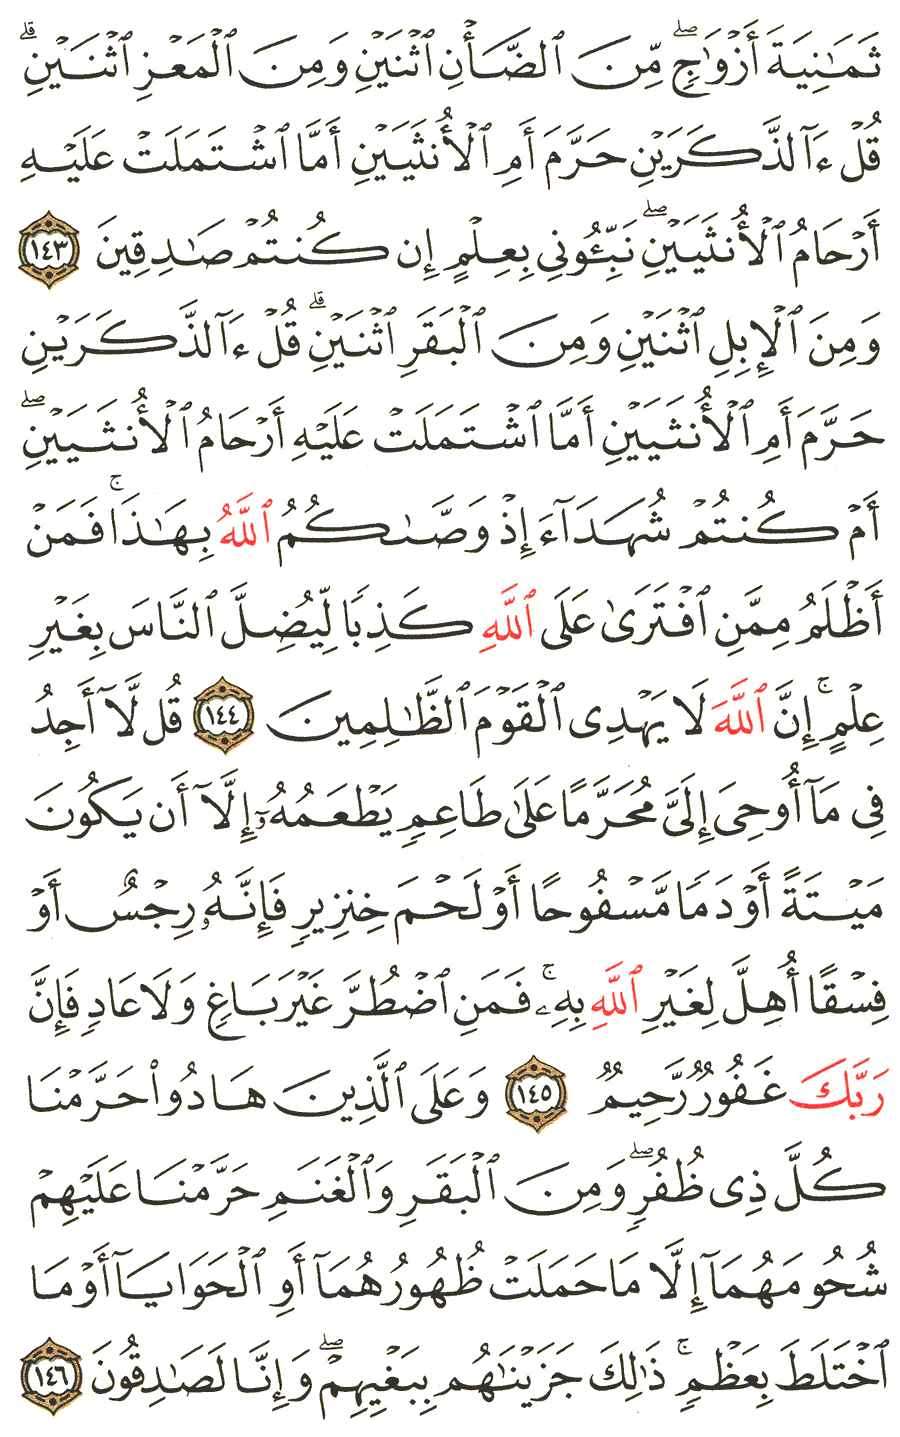 ثَمَٰنِيَةَ أَزۡوَٰجٖۖ مِّنَ ٱلضَّأۡنِ ٱثۡنَيۡنِ وَمِنَ ٱلۡمَعۡزِ ٱثۡنَيۡنِۗ
قُلۡ ءَآلذَّكَرَيۡنِ حَرَّمَ أَمِ ٱلۡأُنثَيَيۡنِ أَمَّا ٱشۡتَمَلَتۡ عَلَيۡهِ
أَرۡحَامُ ٱلۡأُنثَيَيۡنِۖ نَبِّـُٔونِي بِعِلۡمٍ إِن كُنتُمۡ صَٰدِقِينَ ١٤٣
وَمِنَ ٱلۡإِبِلِ ٱثۡنَيۡنِ وَمِنَ ٱلۡبَقَرِ ٱثۡنَيۡنِۗ قُلۡ ءَآلذَّكَرَيۡنِ
حَرَّمَ أَمِ ٱلۡأُنثَيَيۡنِ أَمَّا ٱشۡتَمَلَتۡ عَلَيۡهِ أَرۡحَامُ ٱلۡأُنثَيَيۡنِۖ
أَمۡ كُنتُمۡ شُهَدَآءَ إِذۡ وَصَّىٰكُمُ ٱللَّهُ بِهَٰذَاۚ فَمَنۡ
أَظۡلَمُ مِمَّنِ ٱفۡتَرَىٰ عَلَى ٱللَّهِ كَذِبٗا لِّيُضِلَّ ٱلنَّاسَ بِغَيۡرِ
عِلۡمٍۚ إِنَّ ٱللَّهَ لَا يَهۡدِي ٱلۡقَوۡمَ ٱلظَّٰلِمِينَ ١٤٤ قُل لَّآ أَجِدُ
فِي مَآ أُوحِيَ إِلَيَّ مُحَرَّمًا عَلَىٰ طَاعِمٖ يَطۡعَمُهُۥٓ إِلَّآ أَن يَكُونَ
مَيۡتَةً أَوۡ دَمٗا مَّسۡفُوحًا أَوۡ لَحۡمَ خِنزِيرٖ فَإِنَّهُۥ رِجۡسٌ أَوۡ
فِسۡقًا أُهِلَّ لِغَيۡرِ ٱللَّهِ بِهِۦۚ فَمَنِ ٱضۡطُرَّ غَيۡرَ بَاغٖ وَلَا عَادٖ فَإِنَّ
رَبَّكَ غَفُورٞ رَّحِيمٞ ١٤٥ وَعَلَى ٱلَّذِينَ هَادُواْ حَرَّمۡنَا
كُلَّ ذِي ظُفُرٖۖ وَمِنَ ٱلۡبَقَرِ وَٱلۡغَنَمِ حَرَّمۡنَا عَلَيۡهِمۡ
شُحُومَهُمَآ إِلَّا مَا حَمَلَتۡ ظُهُورُهُمَآ أَوِ ٱلۡحَوَايَآ أَوۡ مَا
ٱخۡتَلَطَ بِعَظۡمٖۚ ذَٰلِكَ جَزَيۡنَٰهُم بِبَغۡيِهِمۡۖ وَإِنَّا لَصَٰدِقُونَ ١٤٦